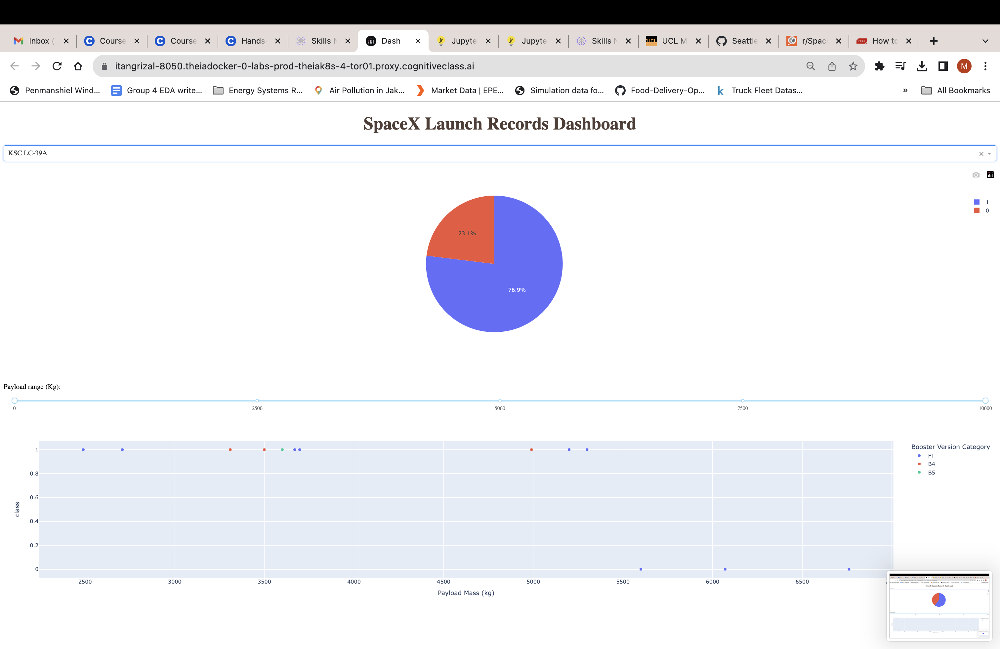 Inbox ( Course Course Hands- Skills N Dash Jupyte Jupyte Skills N UCL M Seattle r/Spac How to
itangrizal-8050.theiadocker-0-labs-prod-theiak8s-4-tor01.proxy.cognitiveclass.ai M
Penmanshiel Wind... Group 4 EDA write... Energy Systems R... Air Pollution in Jak... Market Data | EPE... Simulation data fo... Food-Delivery-Op... Truck Fleet Datas... » All Bookmarks
SpaceX Launch Records Dashboard
KSC LC-39A
1
0
23.1%
76.9%
Payload range (Kg):
0 2500 5000 7500 10000
Booster Version Category
FT
B4
B5
1
0.8
0.6
0.4
0.2
0
class
2500 3000 3500 4000 4500 5000 5500 6000 6500
Payload Mass (kg)
SpaceX Launch Records Dashboard